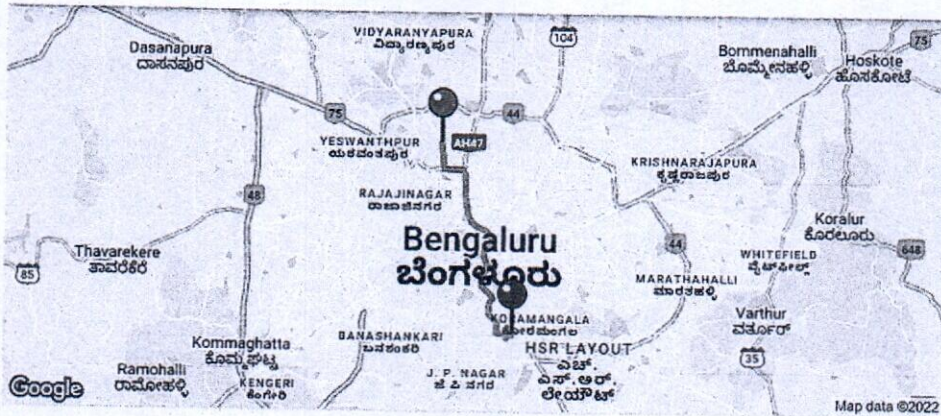 VIDYARANYAPURA
ವಿದ್ಯಾರಣ್ಯಪುರ
104
Dasanapura
ದಾಸನಪುರ
Bommenahalli
ಬೊಮ್ಮೇನಹಳ್ಳಿ
75
Hoskote
ಹೊಸಕೋಟೆ
75
44
YESWANTHPUR
ಯಶವಂತಪುರ
AH47
KRISHNARAJAPURA
ಕೃಷ್ಣರಾಜಪುರ
48
RAJAJINAGAR
ರಾಜಾಜಿನಗರ
Koralur
ಕೊರಲೂರು
Bengaluru
ಬೆಂಗಳೂರು
Thavarekere
ತಾವರೆಕೆರೆ
85
44
648
WHITEFIELD
ವೈಟ್‌ಫೀಲ್ಡ್
MARATHAHALLI
ಮಾರತಹಳ್ಳಿ
KORAMANGALA
ಕೋರಮಂಗಲ
Varthur
ವರ್ತೂರ್
BANASHANKARI
ಬನಶಂಕರಿ
Kommaghatta
ಕೊಮ್ಮಘಟ್ಟ
HSR LAYOUT
ಎಚ್.
ಎಸ್. ಆರ್.
ಲೇಯೌಟ್
35
Ramohalli
ರಾಮೋಹಳ್ಳಿ
KENGERI
ಕೆಂಗೇರಿ
J. P. NAGAR
ಜೆ ಪಿ ನಗರ
Google
Map data ©2022